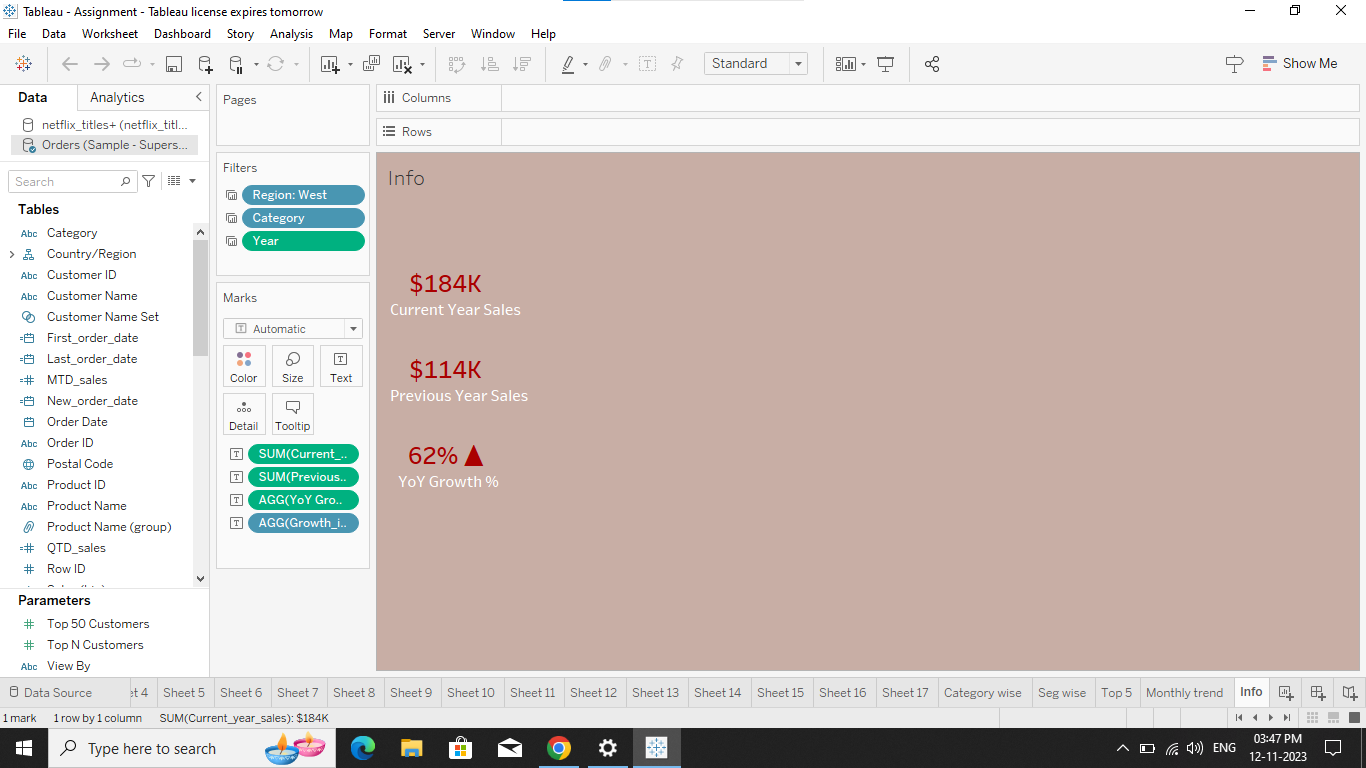 Tableau - Assignment - Tableau license expires tomorrow
File Data Worksheet Dashboard Story Analysis Map Format Server Window Help
Standard
Show Me
Data Analytics
netflix_titles+ (netflix_titl...
Orders (Sample - Supers...
Search
Tables
Abc Category
Country/Region
Abc Customer ID
Abc Customer Name
Customer Name Set
First_order_date
Last_order_date
MTD_sales
New_order_date
Order Date
Abc Order ID
Postal Code
Abc Product ID
Abc Product Name
Product Name (group)
QTD_sales
Row ID
Parameters
Top 50 Customers
Top N Customers
Abc View By
Pages
Filters
Region: West
Category
Year
Marks
Automatic
Color Size Text
Detail Tooltip
SUM(Current_..
SUM(Previous..
AGG(YoY Gro..
AGG(Growth_i..
Columns
Rows
Info
$184K
Current Year Sales
$114K
Previous Year Sales
62% ▲
YoY Growth %
Data Source et 4 Sheet 5 Sheet 6 Sheet 7 Sheet 8 Sheet 9 Sheet 10 Sheet 11 Sheet 12 Sheet 13 Sheet 14 Sheet 15 Sheet 16 Sheet 17 Category wise Seg wise Top 5 Monthly trend Info
1 mark 1 row by 1 column SUM(Current_year_sales): $184K
Type here to search
ENG
03:47 PM
12-11-2023